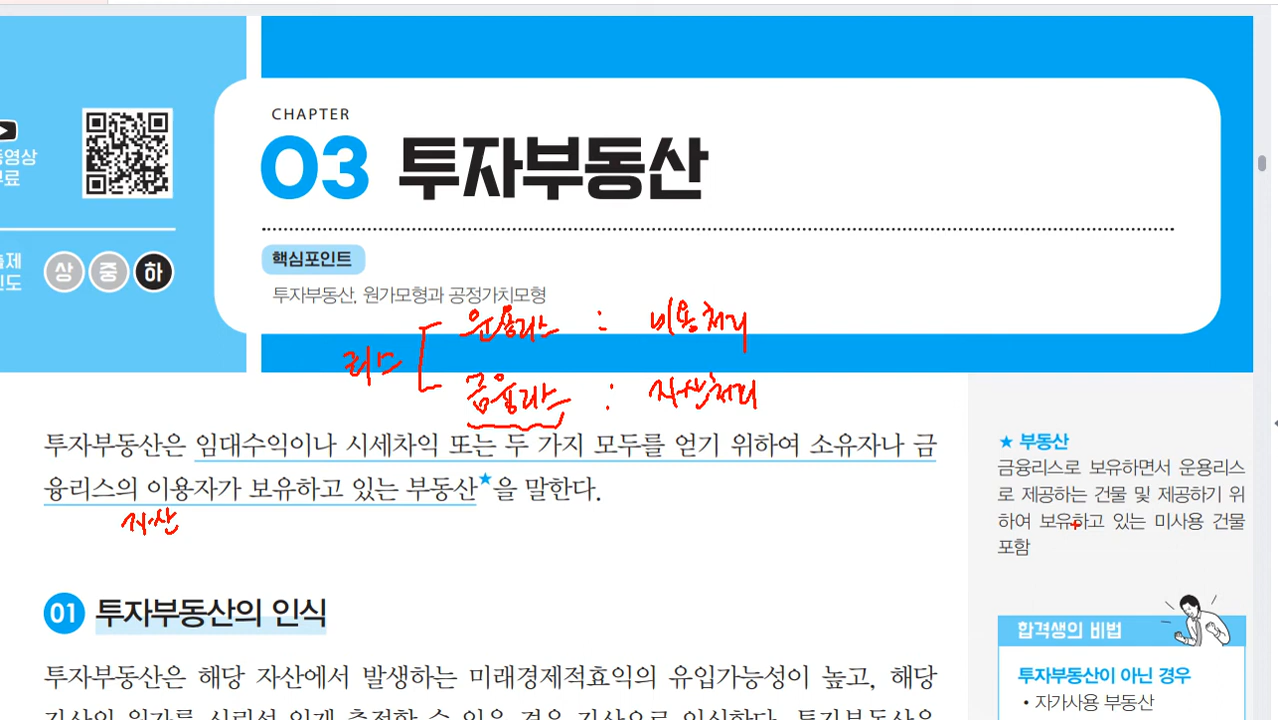 CHAPTER
03 투자부동산
동영상
무료
상 중 하
핵심포인트
투자부동산, 원가모형과 공정가치모형
리스
운용리스 : 비용처리
금융리스 : 자산처리
투자부동산은 임대수익이나 시세차익 또는 두 가지 모두를 얻기 위하여 소유자나 금
융리스의 이용자가 보유하고 있는 부동산★을 말한다.
자산
★ 부동산
금융리스로 보유하면서 운용리스
로 제공하는 건물 및 제공하기 위
하여 보유하고 있는 미사용 건물
포함
01 투자부동산의 인식
투자부동산은 해당 자산에서 발생하는 미래경제적효익의 유입가능성이 높고, 해당
합격생의 비법
투자부동산이 아닌 경우
• 자가사용 부동산